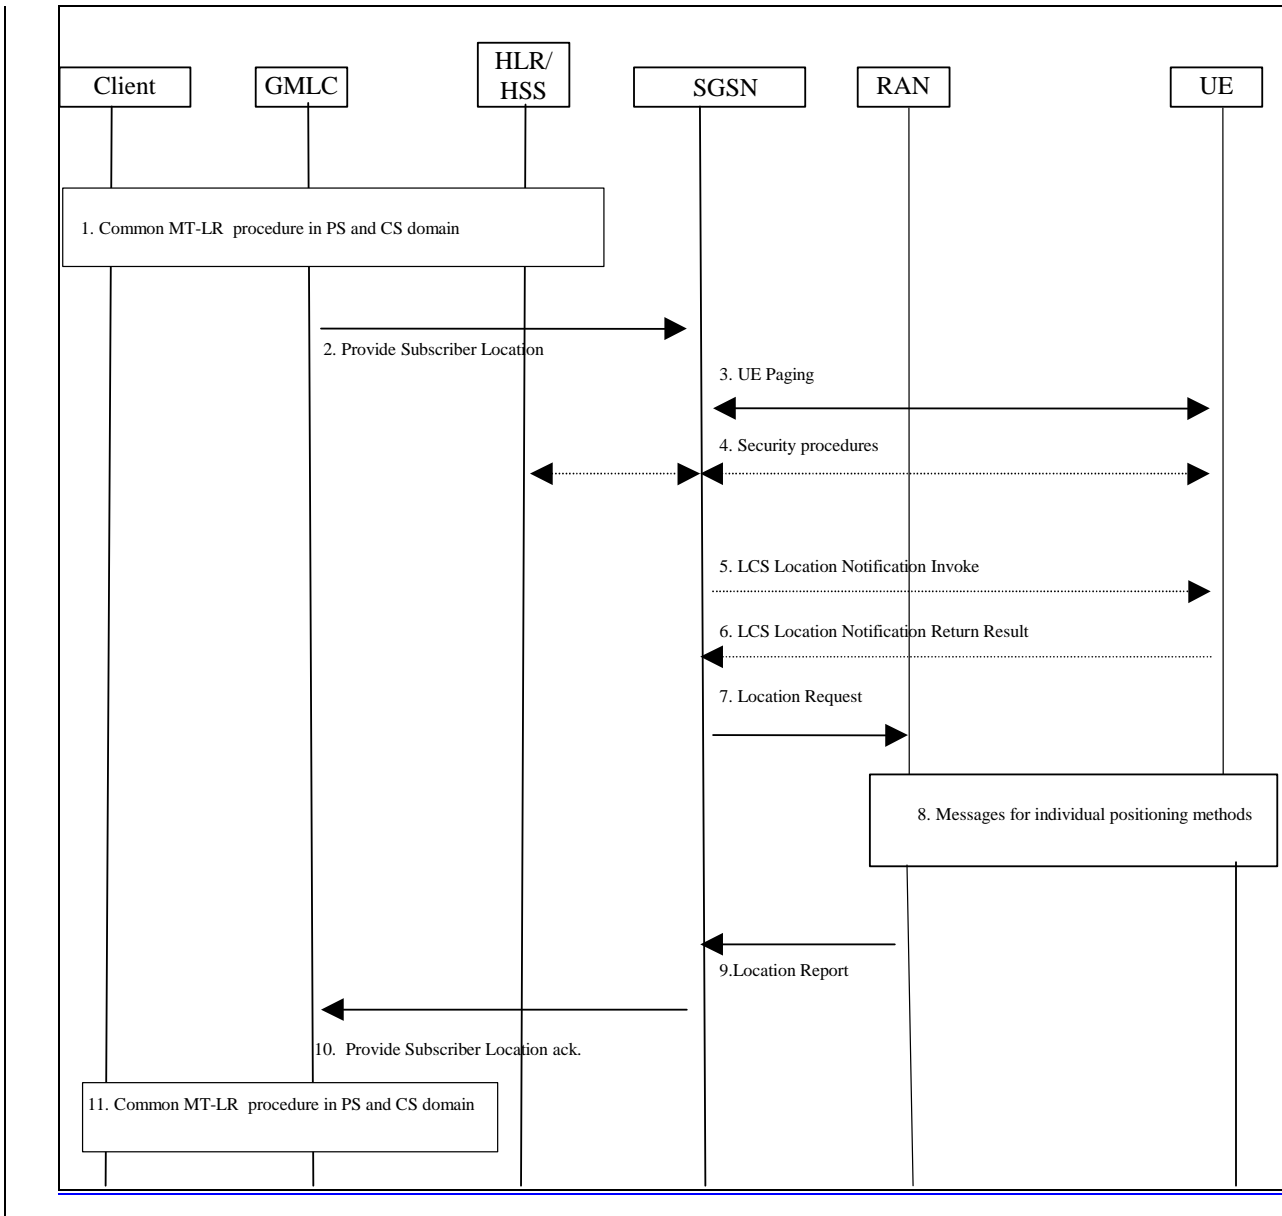 Client
GMLC
HLR/
HSS
SGSN
RAN
UE
1. Common MT-LR  procedure in PS and CS domain
2. Provide Subscriber Location
3. UE Paging
4. Security procedures
5. LCS Location Notification Invoke
6. LCS Location Notification Return Result
7. Location Request
8. Messages for individual positioning methods
9.Location Report
10.  Provide Subscriber Location ack.
11. Common MT-LR  procedure in PS and CS domain